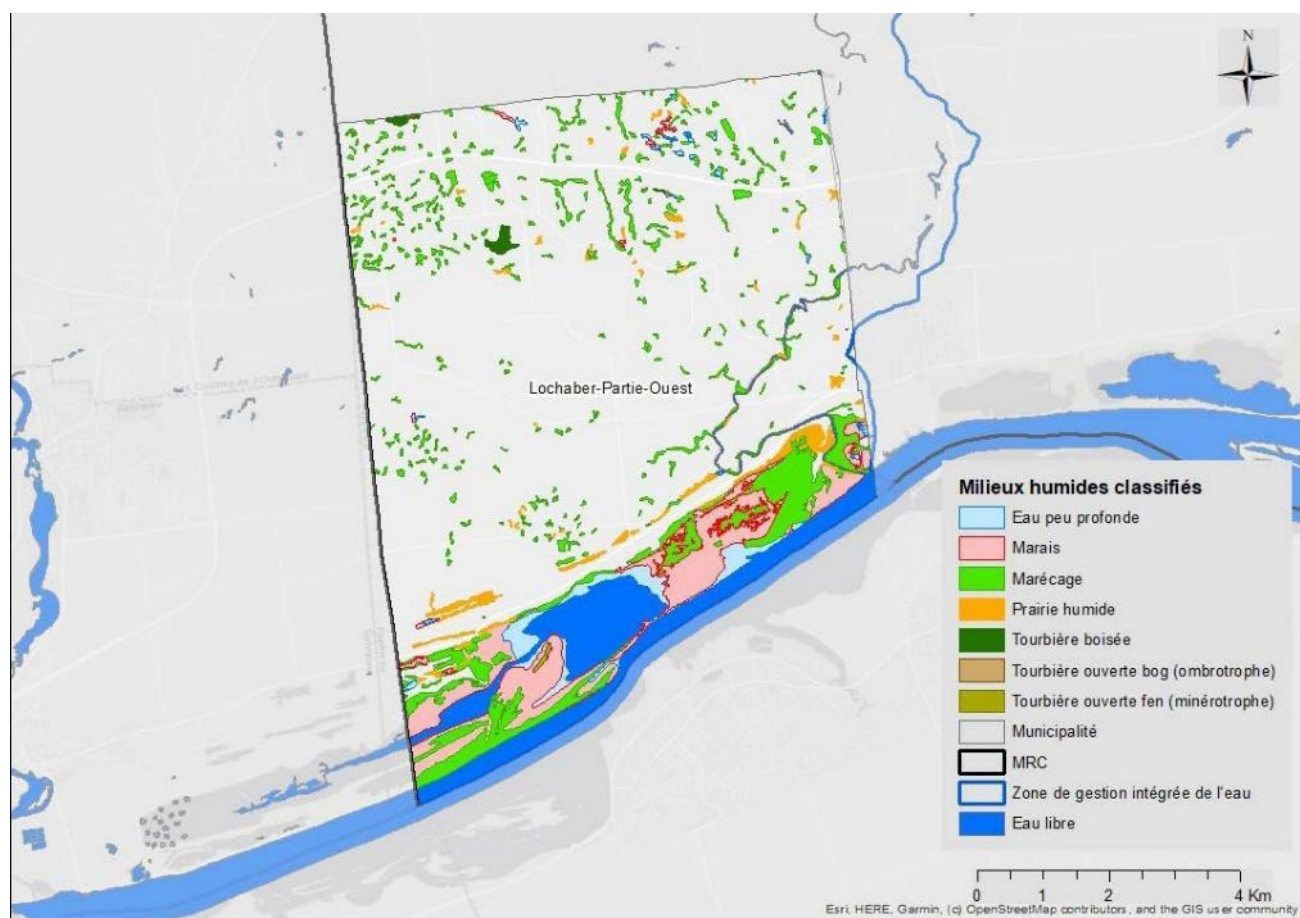 N
Lochaber-Partie-Ouest
Milieux humides classifiés
Eau peu profonde
Marais
Marécage
Prairie humide
Tourbière boisée
Tourbière ouverte bog (ombrotrophe)
Tourbière ouverte fen (minérotrophe)
Municipalité
MRC
Zone de gestion intégrée de l'eau
Eau libre
0 1 2 4 Km
Esri, HERE, Garmin, (c) OpenStreetMap contributors, and the GIS user community